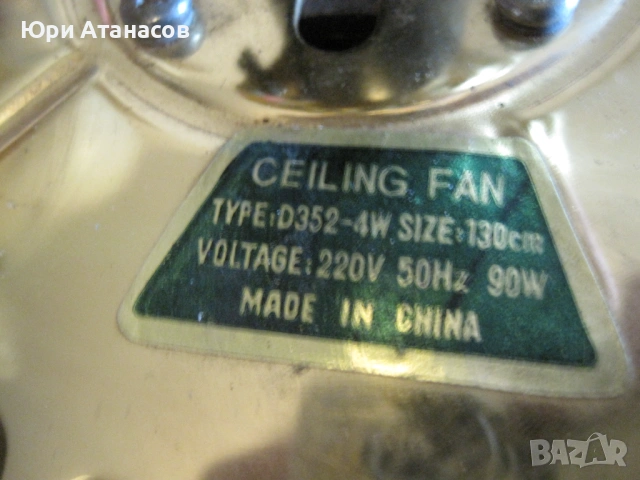 Юри Атанасов
CEILING FAN
TYPE:D352-4W SIZE:130cm
VOLTAGE:220V 50Hz 90W
MADE IN CHINA
BAZAR